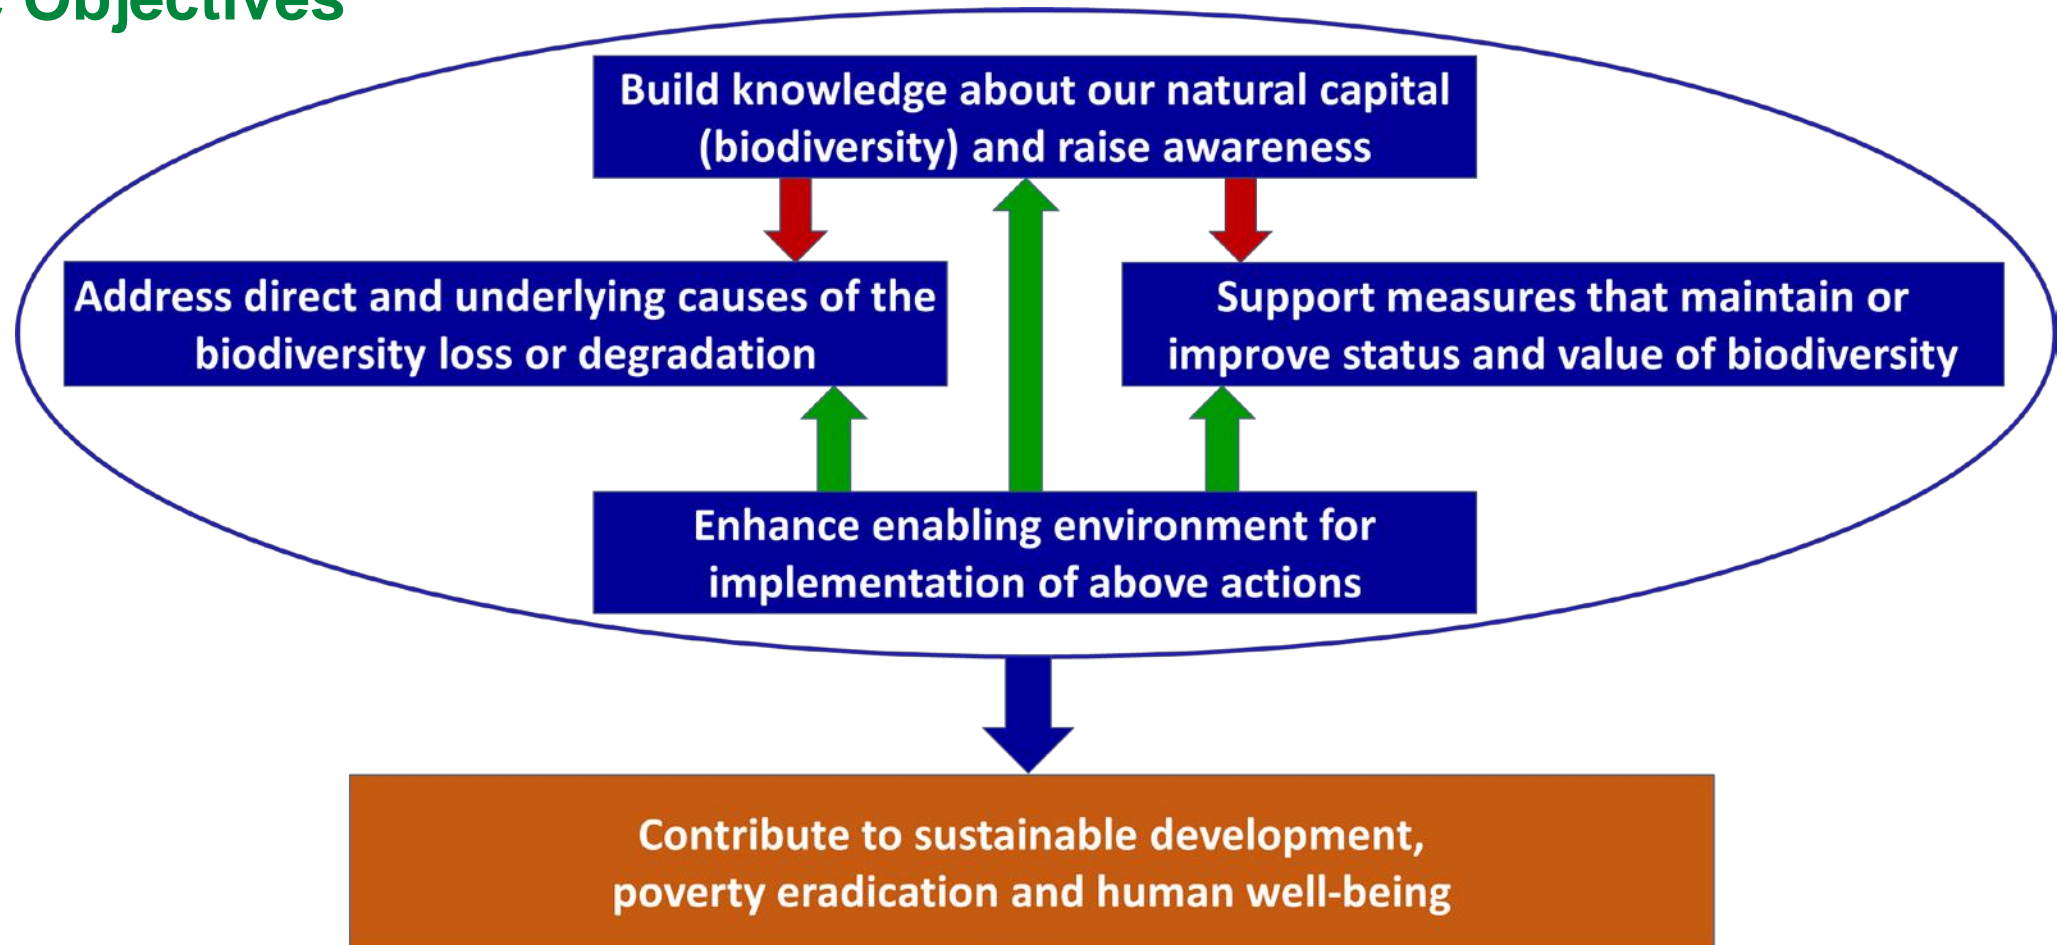 Objectives
Build knowledge about our natural capital
(biodiversity) and raise awareness
Address direct and underlying causes of the
biodiversity loss or degradation
Support measures that maintain or
improve status and value of biodiversity
Enhance enabling environment for
implementation of above actions
Contribute to sustainable development,
poverty eradication and human well-being